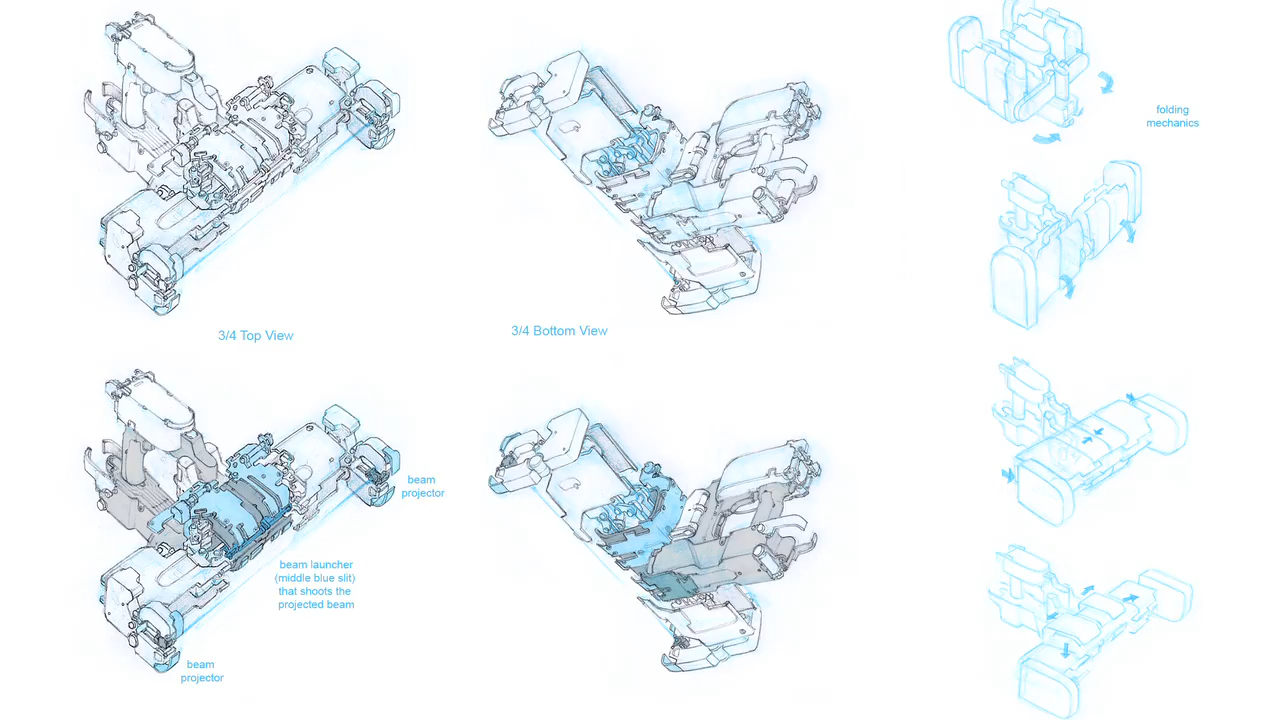 folding
mechanics
3/4 Top View
3/4 Bottom View
beam
projector
beam launcher
(middle blue slit)
that shoots the
projected beam
beam
projector